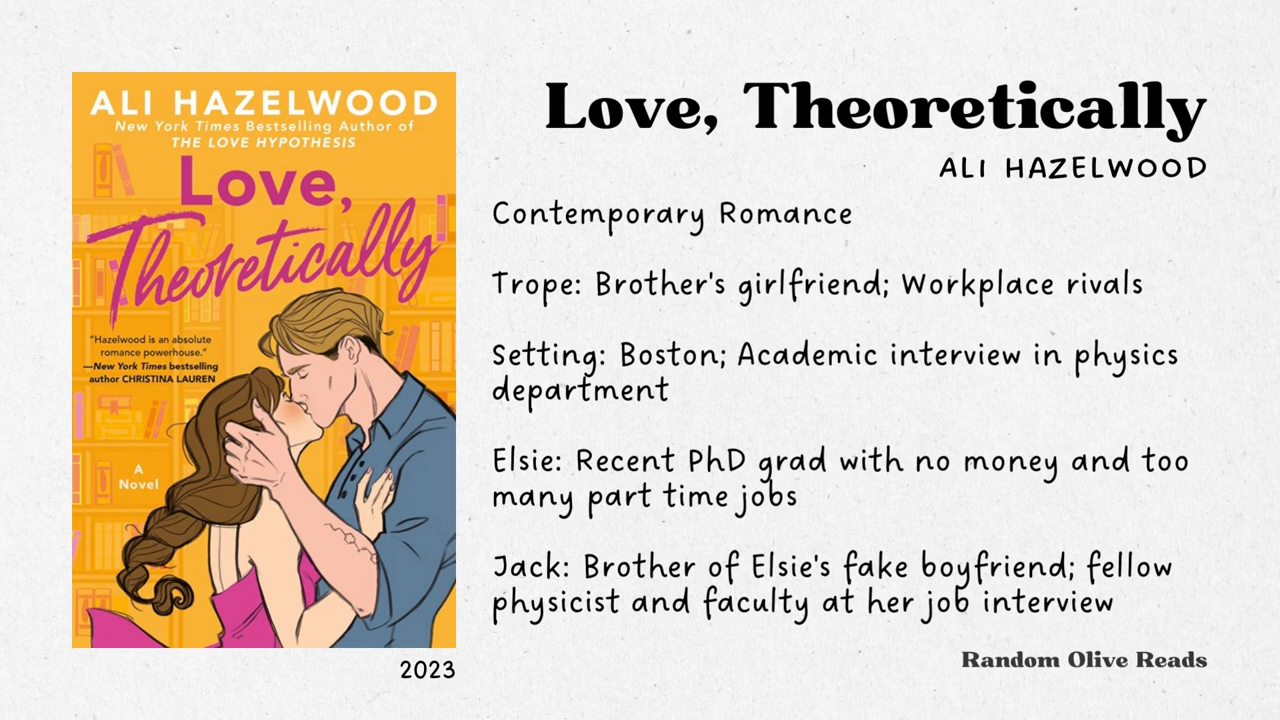 ALI HAZELWOOD
New York Times Bestselling Author of
THE LOVE HYPOTHESIS
Love,
Theoretically
"Hazelwood is an absolute
romance powerhouse."
—New York Times bestselling
author CHRISTINA LAUREN
A
Novel
2023
Love, Theoretically
ALI HAZELWOOD
Contemporary Romance
Trope: Brother's girlfriend; Workplace rivals
Setting: Boston; Academic interview in physics
department
Elsie: Recent PhD grad with no money and too
many part time jobs
Jack: Brother of Elsie's fake boyfriend; fellow
physicist and faculty at her job interview
Random Olive Reads